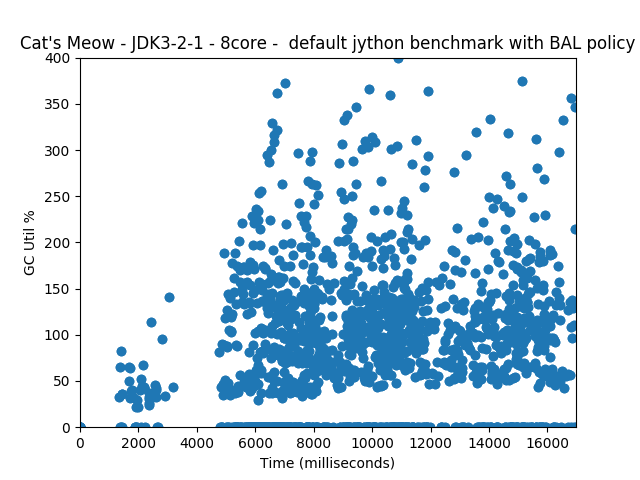 Cat's Meow - JDK3-2-1 - 8core -  default jython benchmark with BAL policy
400
350
300
250
200
150
100
50
0
GC Util %
0 2000 4000 6000 8000 10000 12000 14000 16000
Time (milliseconds)